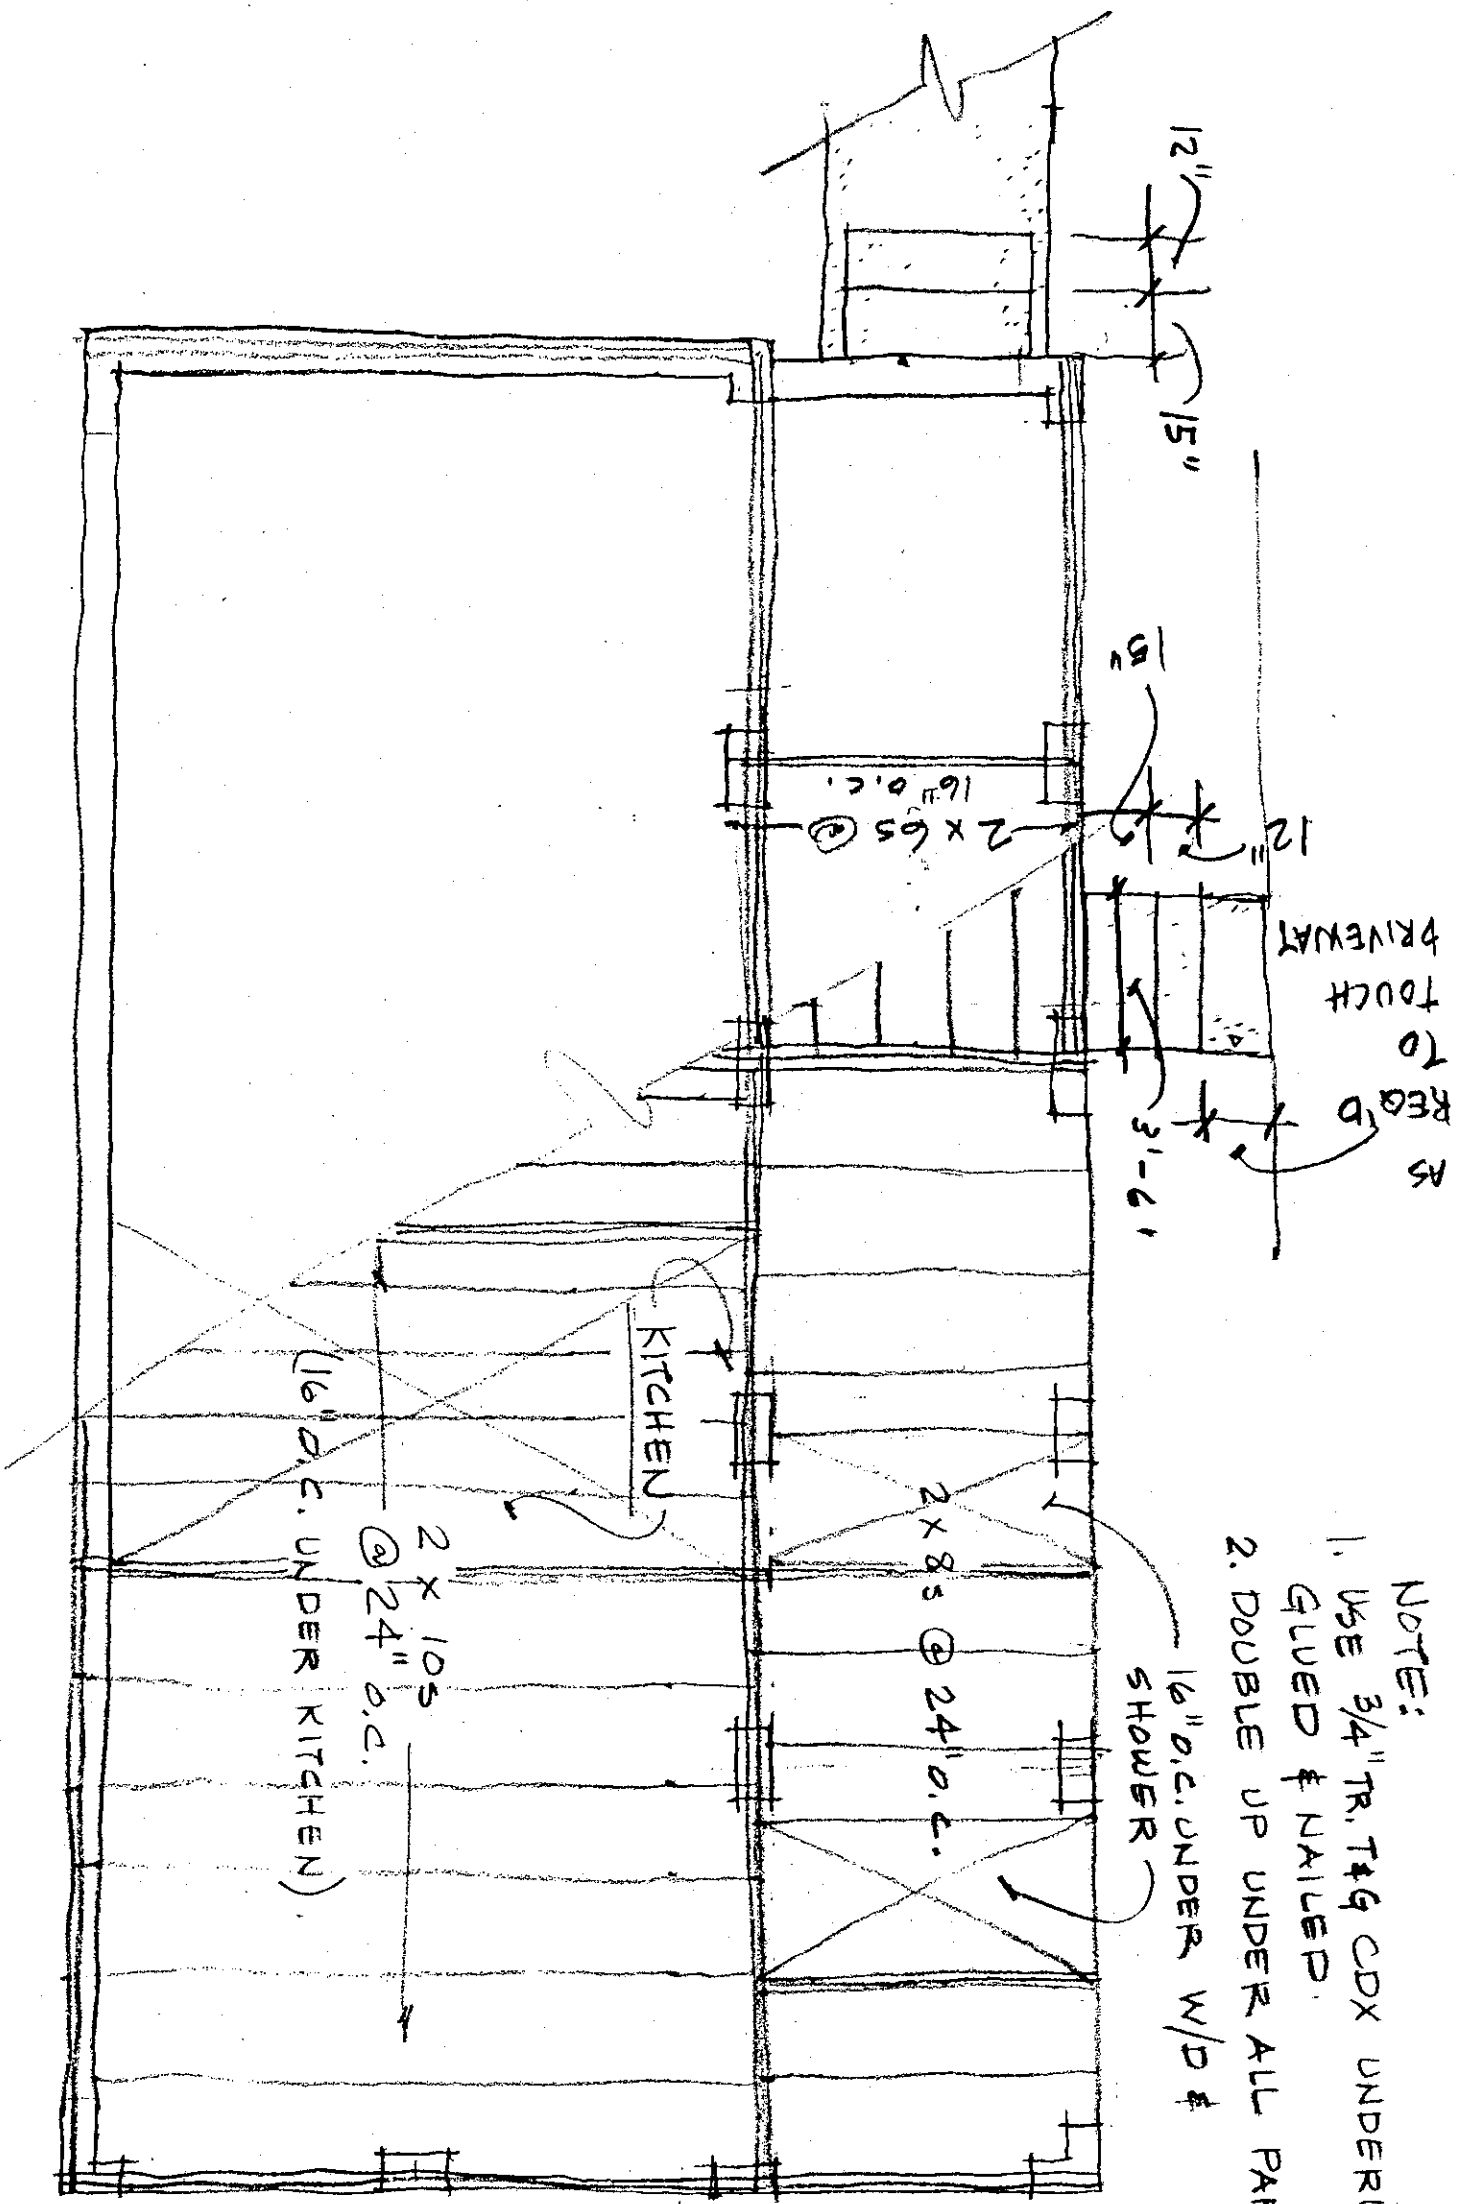 NOTE:
1. USE 3/4" TR. T&G CDX UNDER
GLUED & NAILED.
2. DOUBLE UP UNDER ALL
16" O.C. UNDER W/D &
SHOWER
2 x 8s @ 24" O.C.
KITCHEN
2 x 10s
@ 24" O.C.
(16" O.C. UNDER KITCHEN).
12"
15"
15"
12"
2 x 6s @
16" O.C.
3'-6"
AS
REQ'D
TO
TOUCH
DRIVEWAY